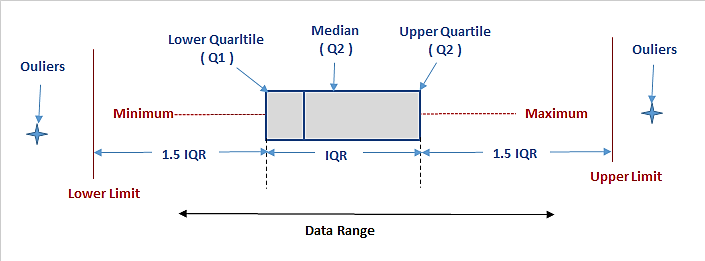 Median
( Q2 )
Lower Quarltile
( Q1 )
Upper Quartile
( Q2 )
Ouliers
Ouliers
Minimum
Maximum
1.5 IQR
IQR
1.5 IQR
Lower Limit
Upper Limit
Data Range